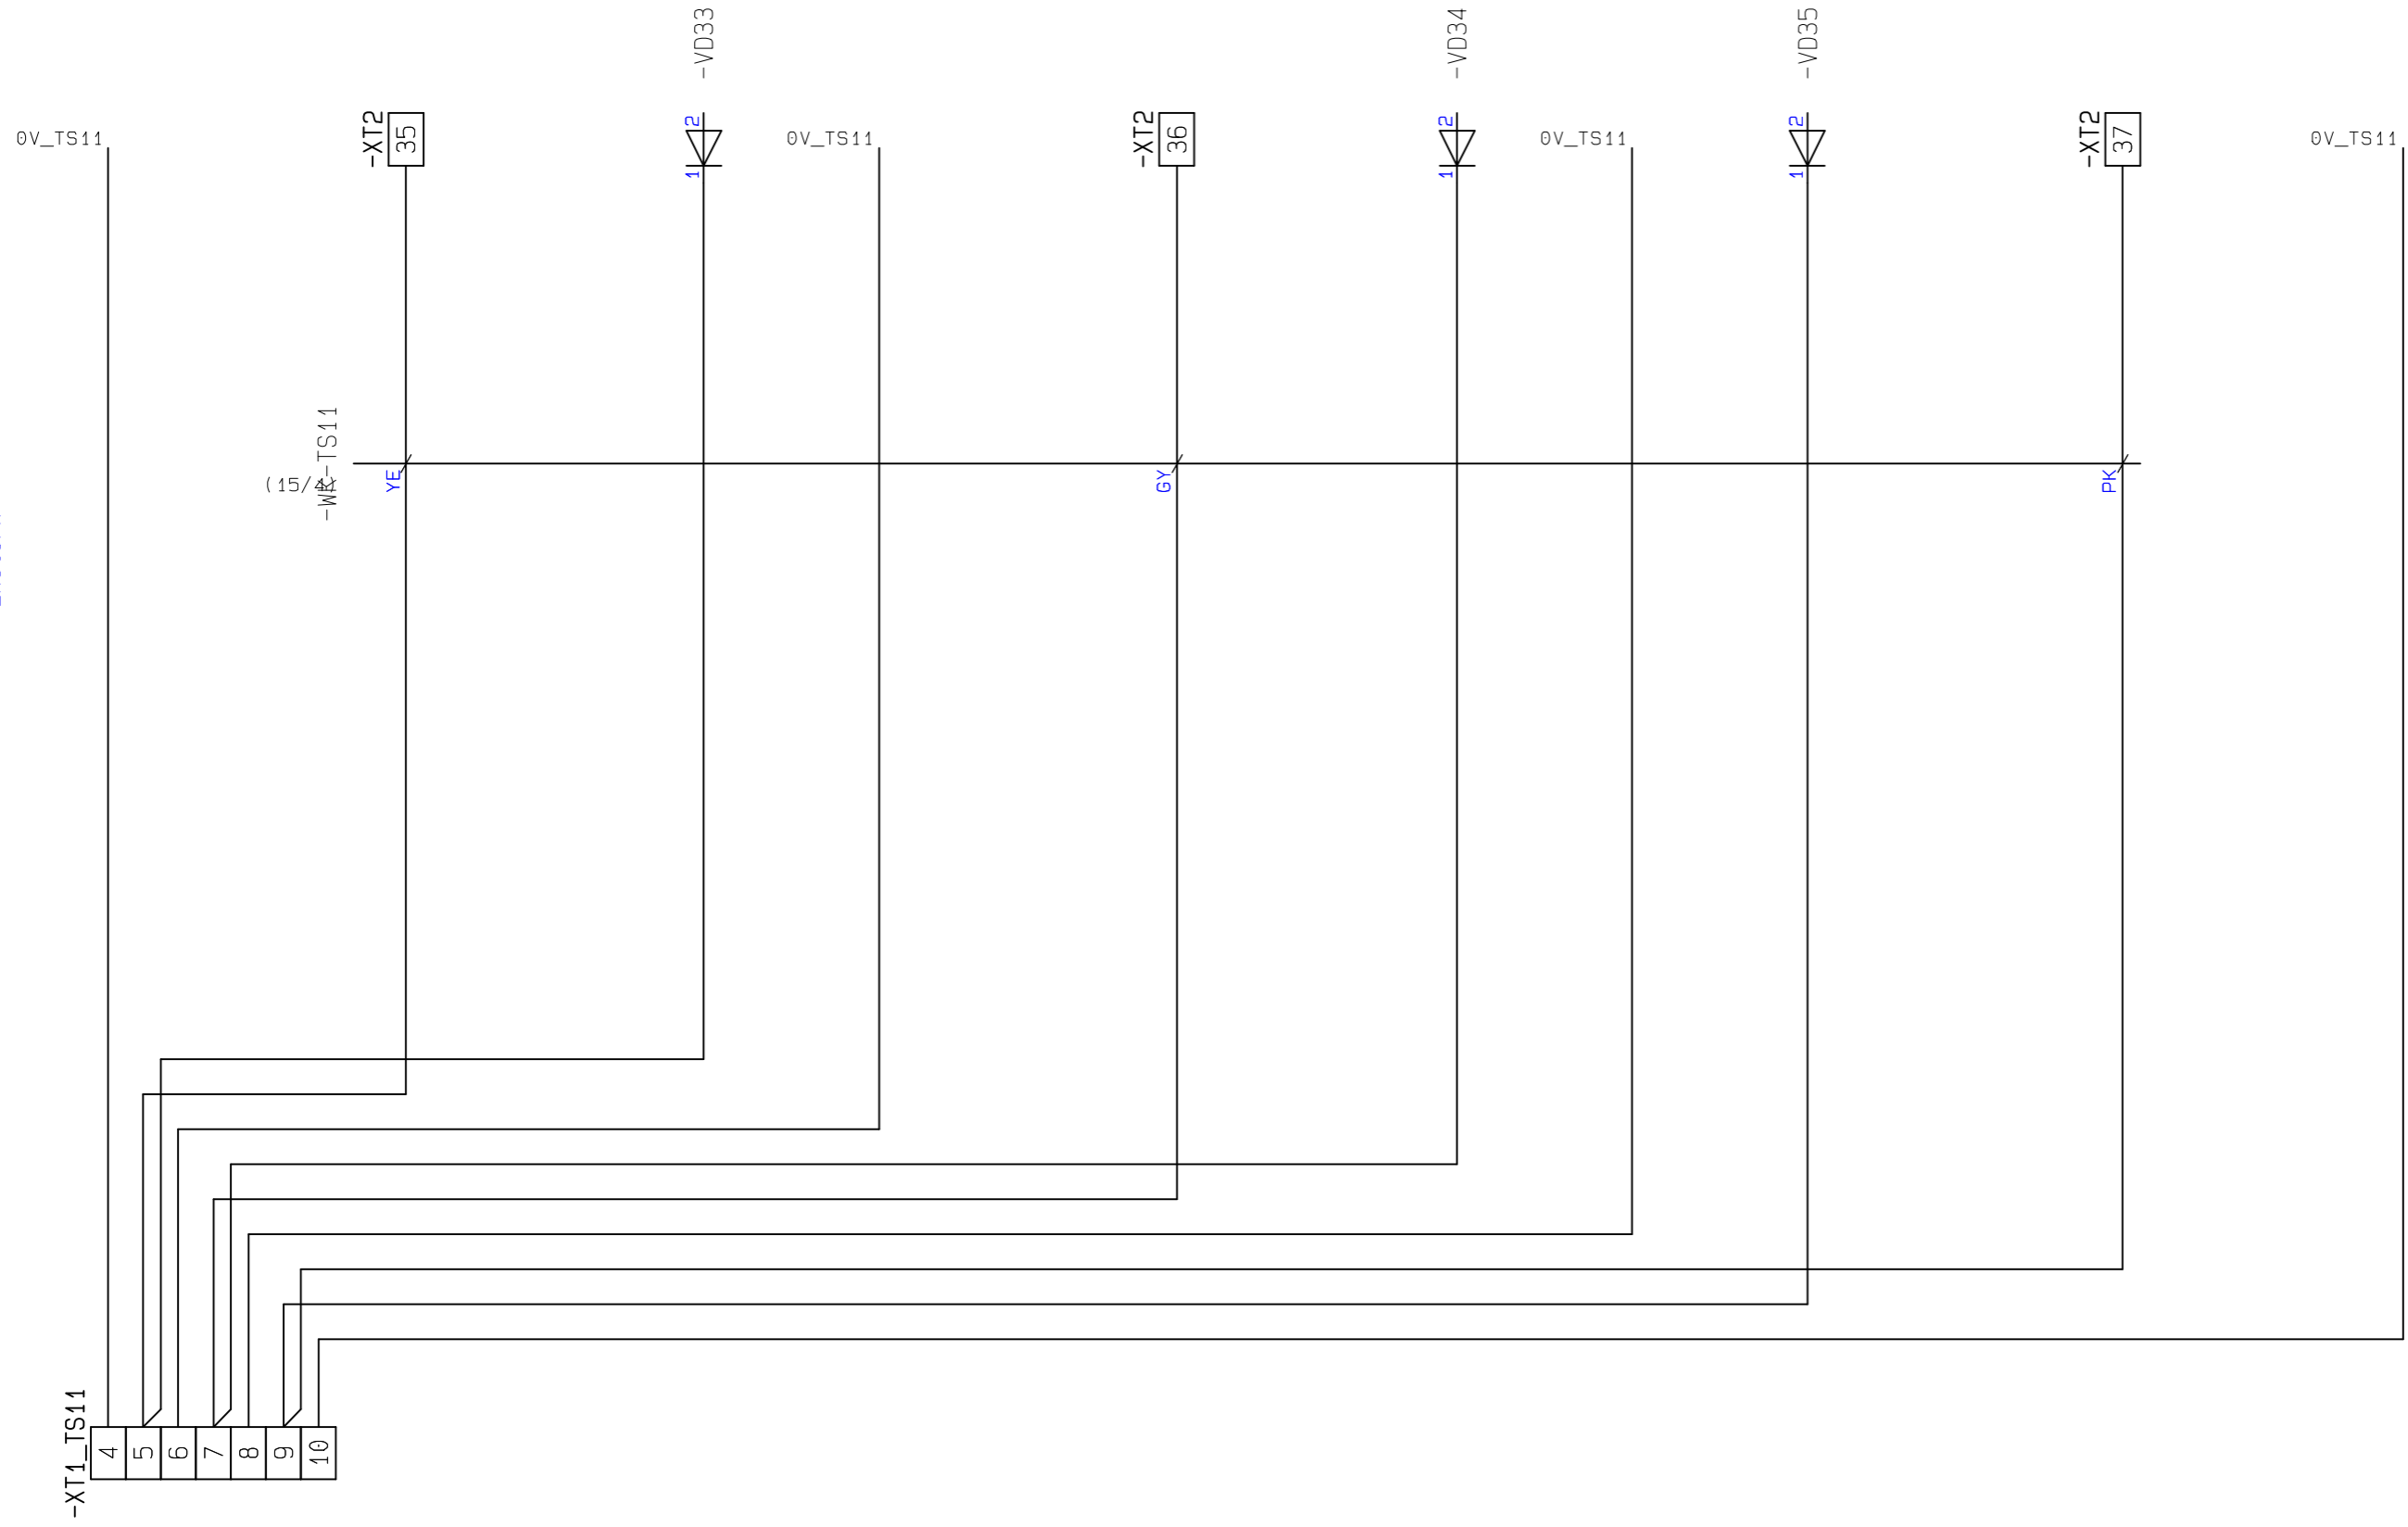 -VD33
-VD34
-VD35
0V_TS11
-XT2
35
2
1
0V_TS11
-XT2
36
2
1
0V_TS11
2
1
-XT2
37
0V_TS11
-WK-TS11
(15/4)
YE
GY
PK
-XT1_TS11
4
5
6
7
8
9
10